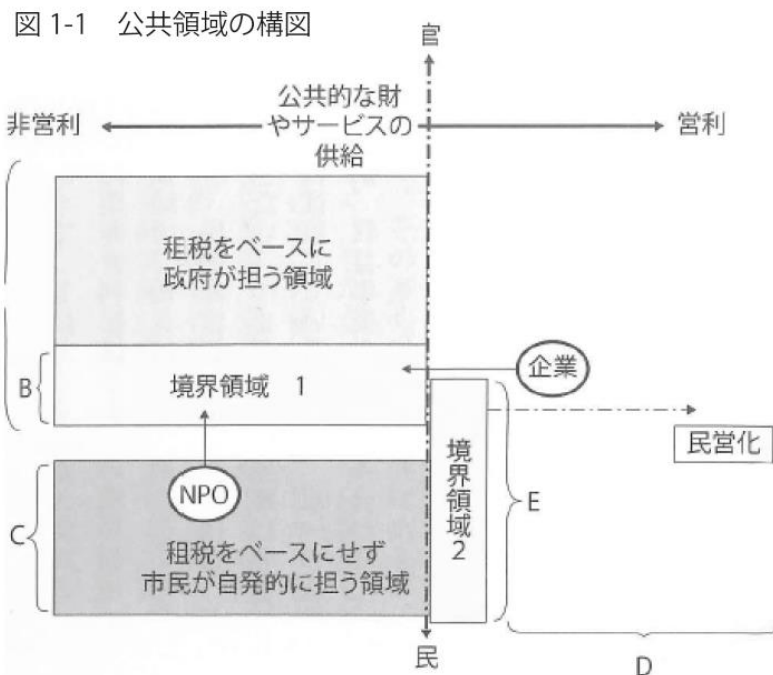 図 1-1 公共領域の構図
官
公共的な財
非営利
やサービスの
営利
供給
租税をベースに
政府が担う領域
B
境界領域 1
企業
民営化
境界領域2
E
C
NPO
租税をベースにせず
市民が自発的に担う領域
民
D